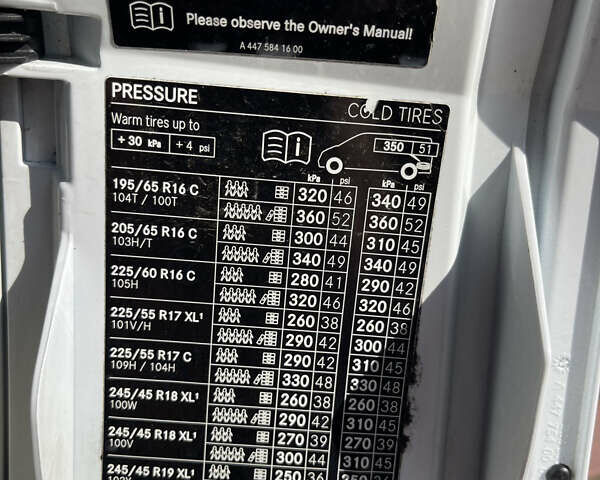 Please observe the Owner's Manual!
A 447 584 16 00
PRESSURE
COLD TIRES
Warm tires up to
+ 30 kPa + 4 psi
350 51
kPa psi kPa psi
195/65 R16 C 320 46 340 49
104T / 100T 360 52 360 52
205/65 R16 C 300 44 310 45
103H/T 340 49 340 49
225/60 R16 C 280 41 290 42
105H 320 46 320 46
225/55 R17 XL¹ 260 38 260 38
101V/H 290 42 300 44
225/55 R17 C 290 42 310 45
109H / 104H 330 48 330 48
245/45 R18 XL¹ 260 38 260 38
100W 290 42 310 45
245/45 R18 XL¹ 270 39 270 39
100V 300 44 310 45
245/45 R19 XL¹ 250 36